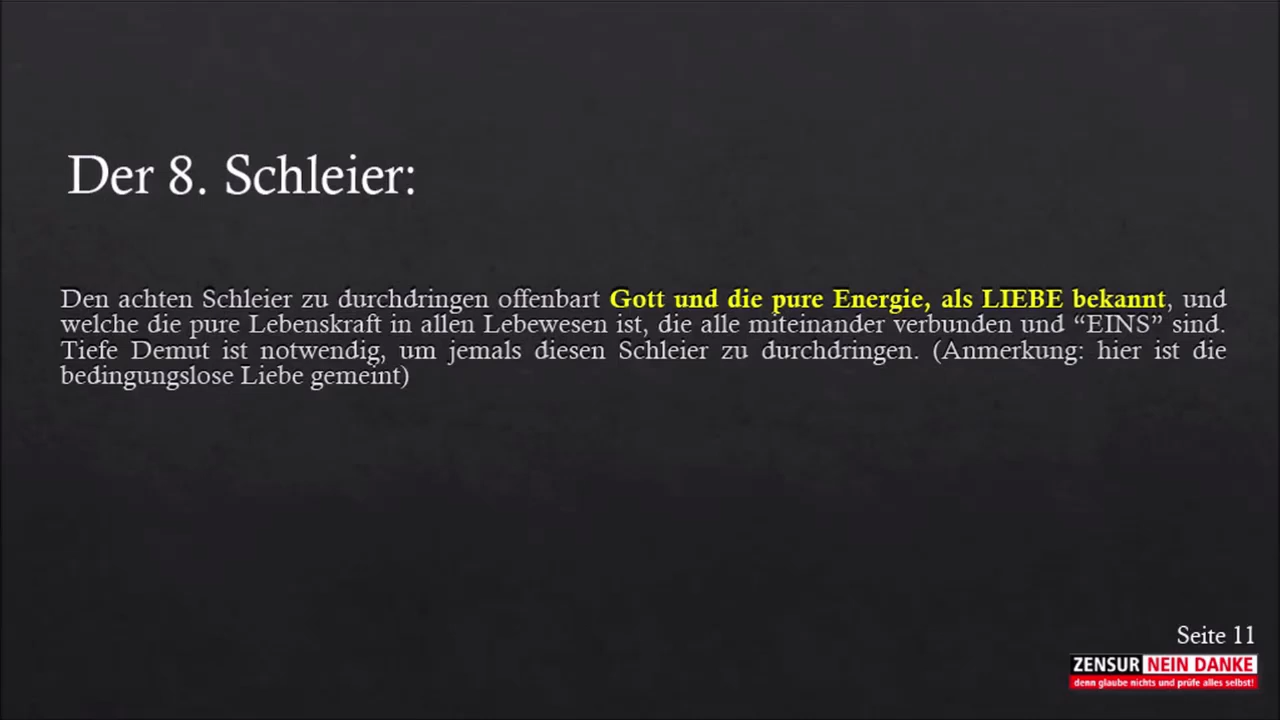 Der 8. Schleier:
Den achten Schleier zu durchdringen offenbart Gott und die pure Energie, als LIEBE bekannt, und
welche die pure Lebenskraft in allen Lebewesen ist, die alle miteinander verbunden und “EINS” sind.
Tiefe Demut ist notwendig, um jemals diesen Schleier zu durchdringen. (Anmerkung: hier ist die
bedingungslose Liebe gemeint)
Seite 11
ZENSUR NEIN DANKE
denn glaube nichts und prüfe alles selbst!